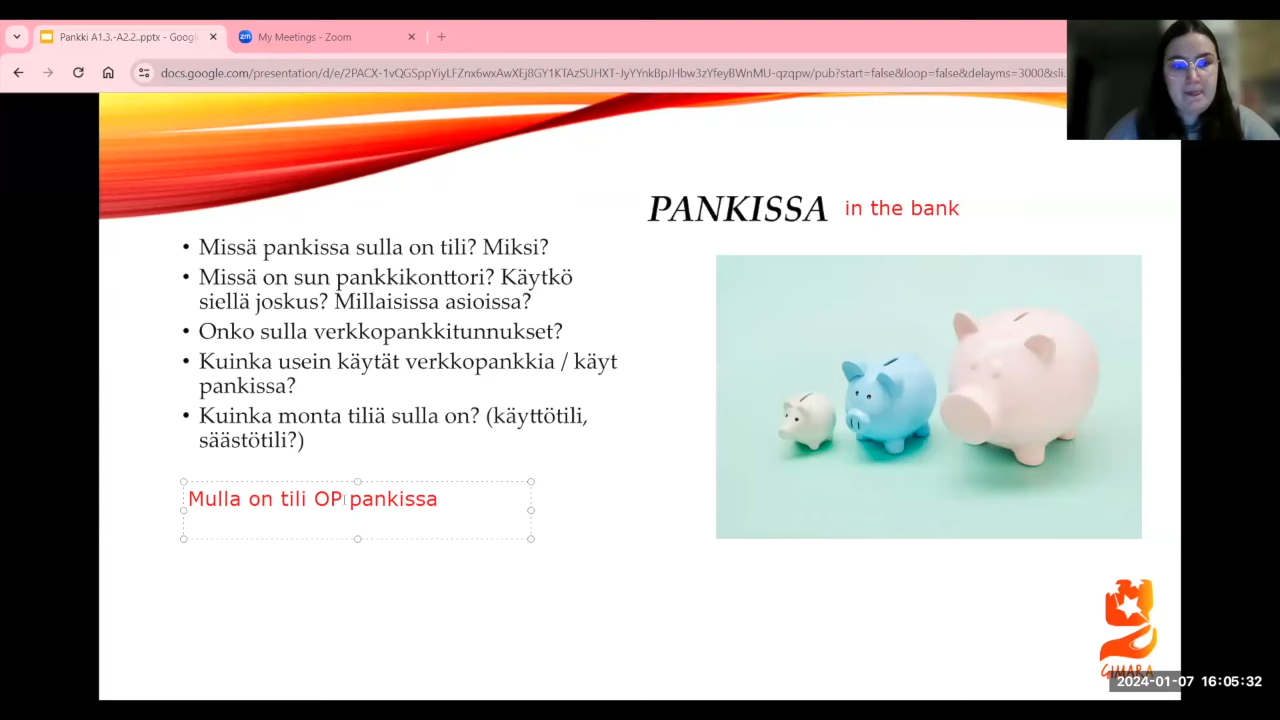 Pankki A1.3.-A2.2..pptx - Googl
My Meetings - Zoom
docs.google.com/presentation/d/e/2PACX-1vQGSppYiyLFZnx6wxAwXEj8GY1KTAzSUHXT-JyYYnkBpJHbw3zYfeyBWnMU-qzqpw/pub?start=false&loop=false&delayms=3000&sli
PANKISSA in the bank
• Missä pankissa sulla on tili? Miksi?
• Missä on sun pankkikonttori? Käytkö
siellä joskus? Millaisissa asioissa?
• Onko sulla verkkopankkitunnukset?
• Kuinka usein käytät verkkopankkia / käyt
pankissa?
• Kuinka monta tiliä sulla on? (käyttötili,
säästötili?)
Mulla on tili OP pankissa
GIMARA
2024-01-07 16:05:32